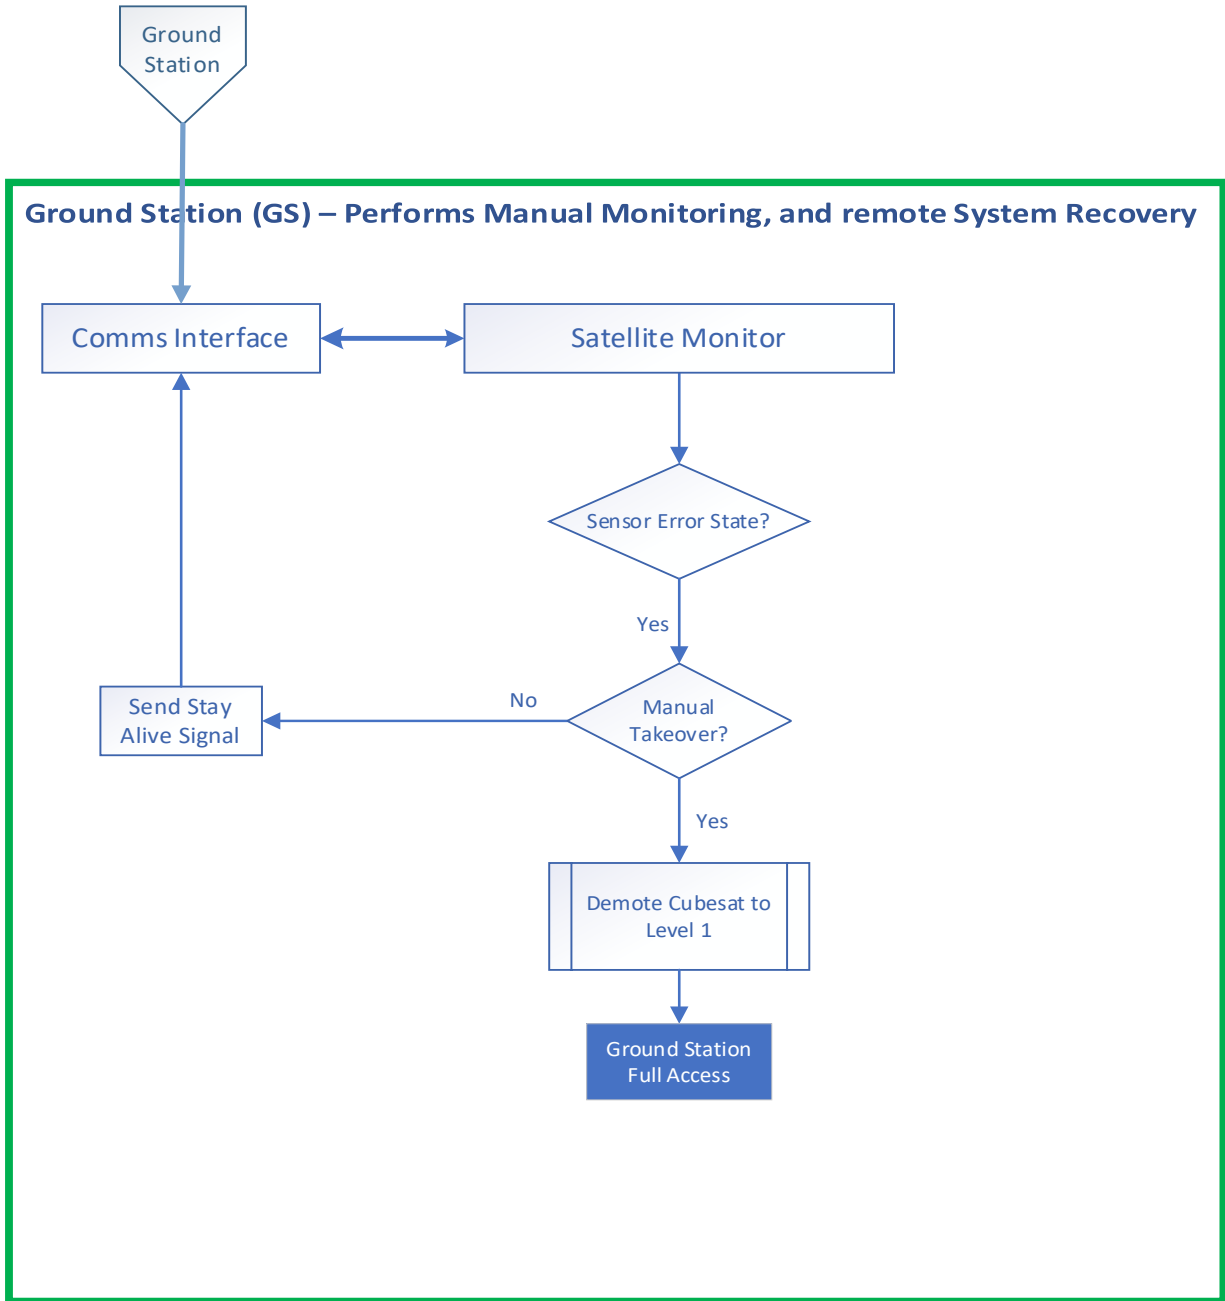 Ground
Station
Ground Station (GS) – Performs Manual Monitoring, and remote System Recovery
Comms Interface
Satellite Monitor
Sensor Error State?
Yes
Manual
Takeover?
No
Send Stay
Alive Signal
Yes
Demote Cubesat to
Level 1
Ground Station
Full Access